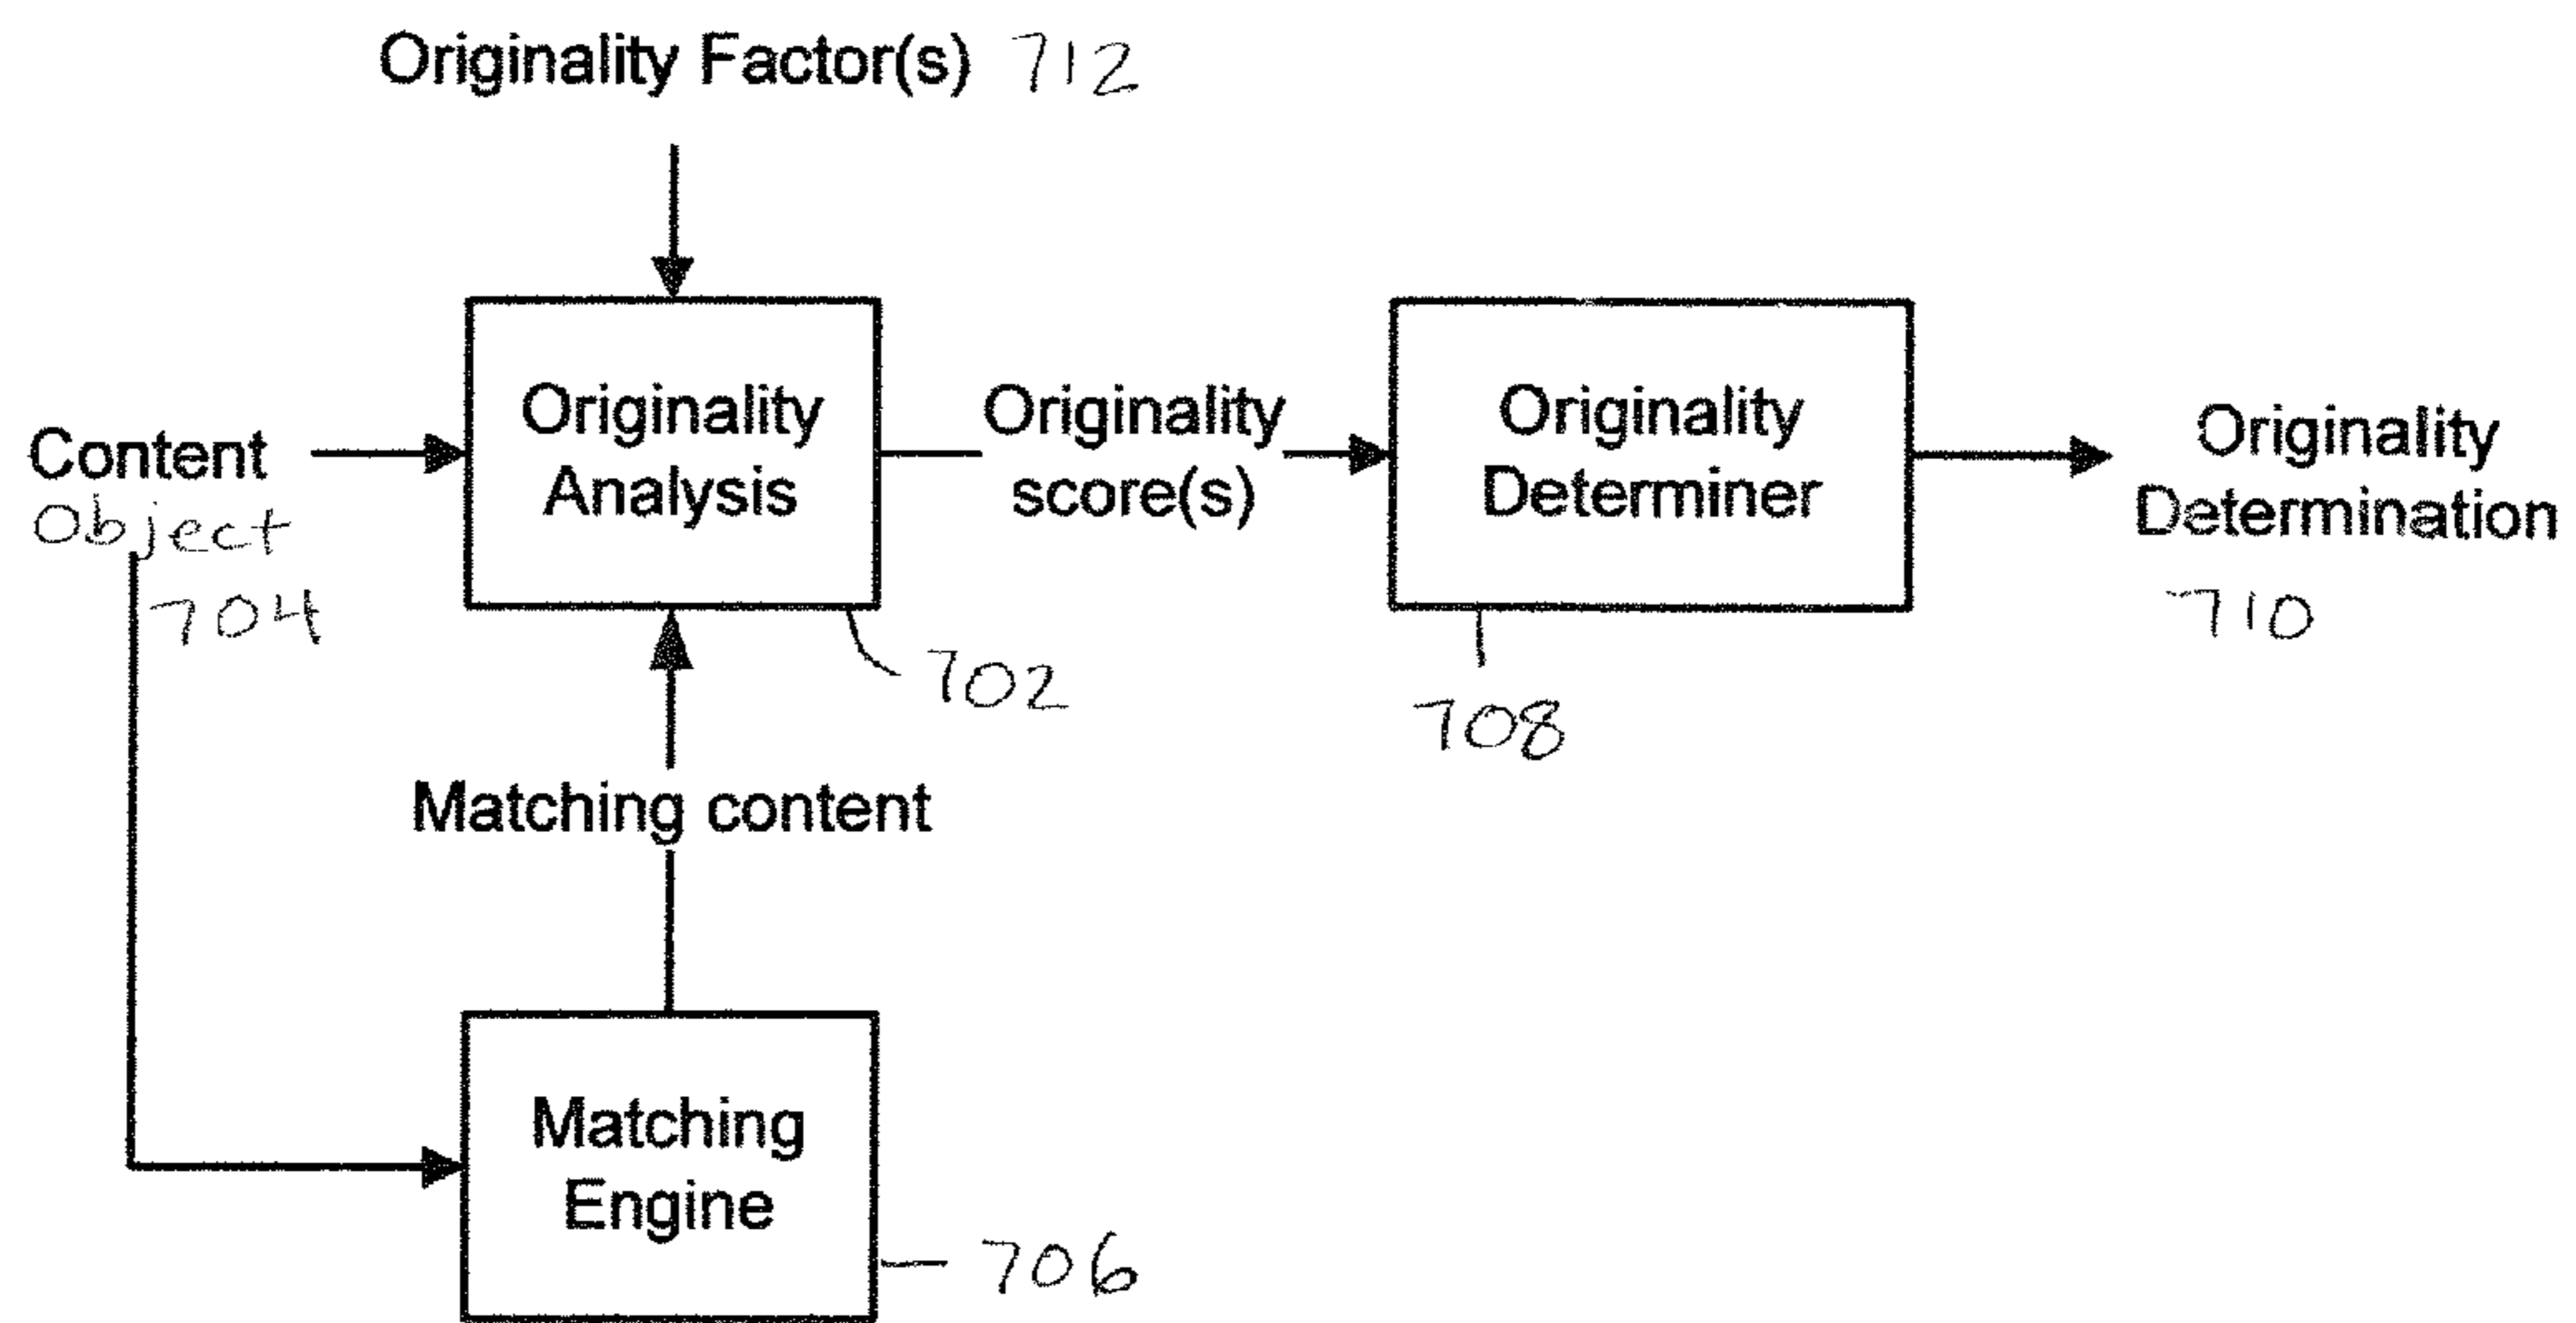 Originality Factor(s) 712
Originality
Analysis
Originality
score(s)
Originality
Determiner
Originality
Determination
710
Content
Object
704
702
708
Matching content
Matching
Engine
706